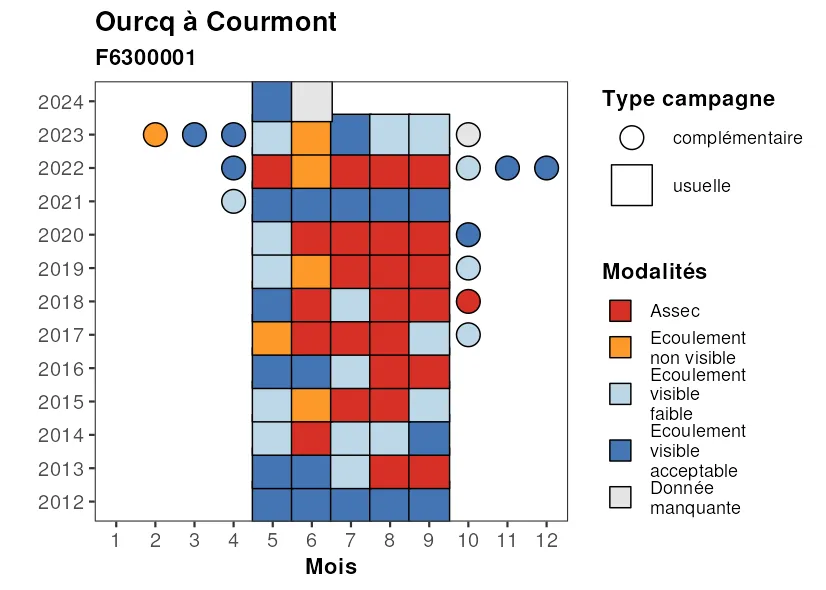 Ourcq à Courmont
F6300001
2024
2023
2022
2021
2020
2019
2018
2017
2016
2015
2014
2013
2012
1 2 3 4 5 6 7 8 9 10 11 12
Mois
Type campagne
complémentaire
usuelle
Modalités
Assec
Ecoulement
non visible
Ecoulement
visible
faible
Ecoulement
visible
acceptable
Donnée
manquante